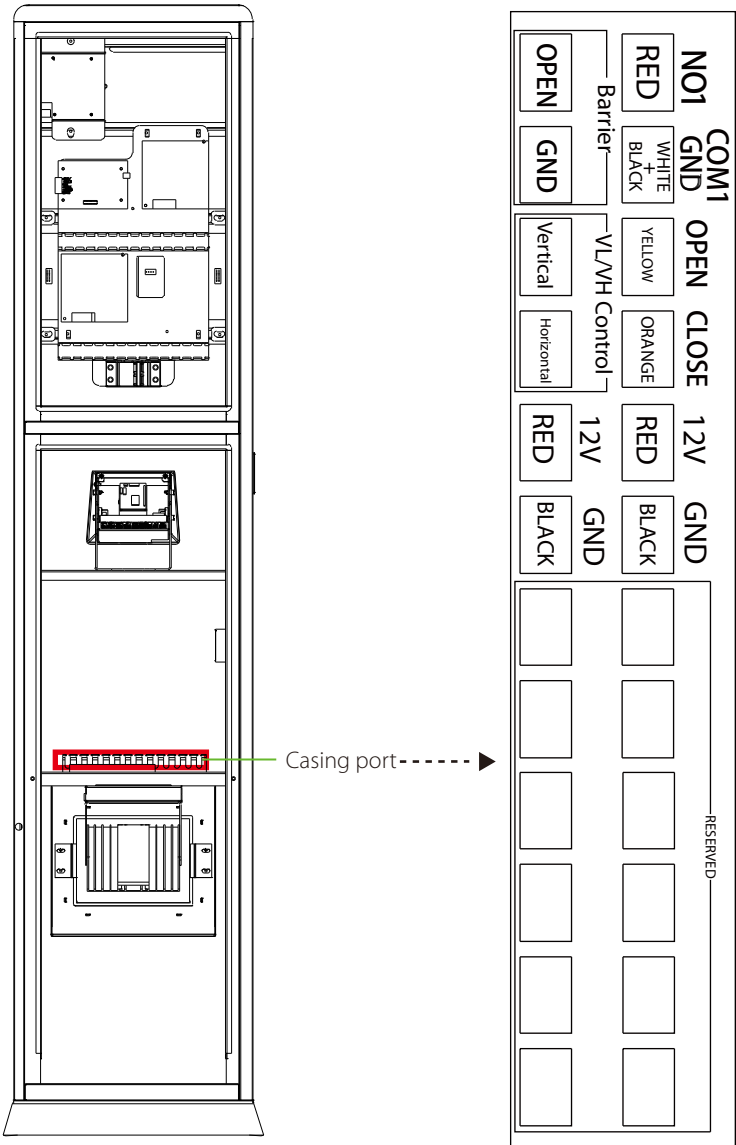 NO1
COM1
GND
OPEN
CLOSE
12V
GND
RED
WHITE
+
BLACK
YELLOW
ORANGE
RED
BLACK
RESERVED
Barrier
VL/VH Control
12V
GND
OPEN
GND
Vertical
Horizontal
RED
BLACK
Casing port